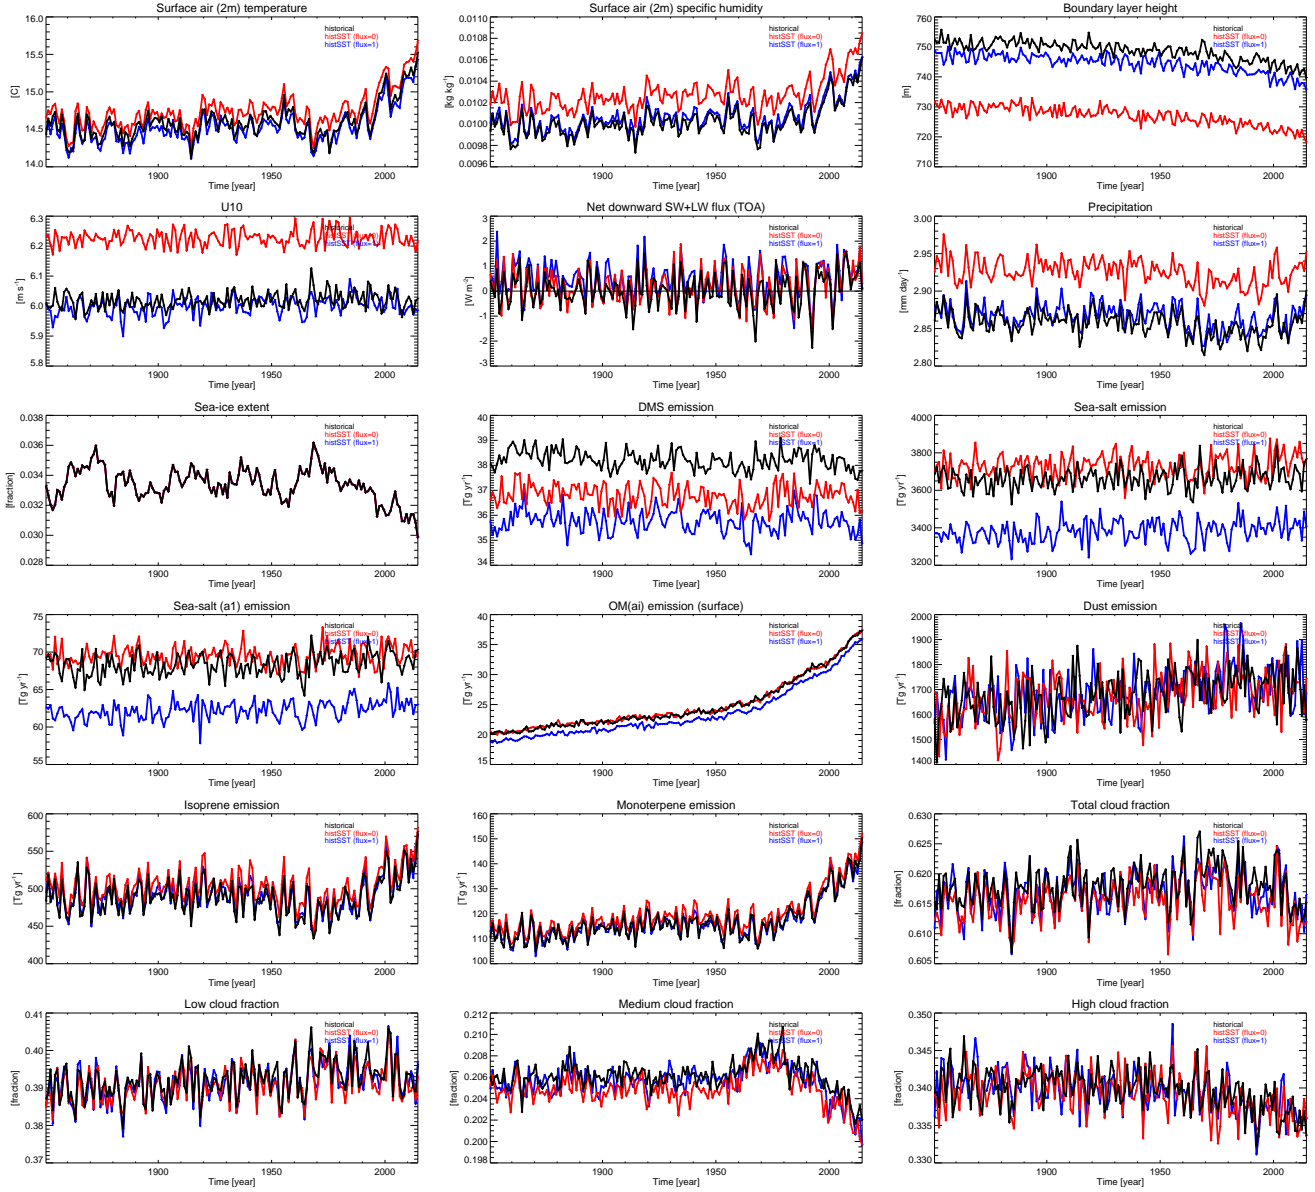 Surface air (2m) temperature
historical
histSST (flux=0)
histSST (flux=1)
[C]
16.0
15.5
15.0
14.5
14.0
1900 1950 2000
Time [year]
Surface air (2m) specific humidity
historical
histSST (flux=0)
histSST (flux=1)
[kg kg⁻¹]
0.0110
0.0108
0.0106
0.0104
0.0102
0.0100
0.0098
0.0096
1900 1950 2000
Time [year]
Boundary layer height
historical
histSST (flux=0)
histSST (flux=1)
[m]
760
750
740
730
720
710
1900 1950 2000
Time [year]
U10
historical
histSST (flux=0)
histSST (flux=1)
[m s⁻¹]
6.3
6.2
6.1
6.0
5.9
5.8
1900 1950 2000
Time [year]
Net downward SW+LW flux (TOA)
historical
histSST (flux=0)
histSST (flux=1)
[W m⁻²]
3
2
1
0
-1
-2
-3
1900 1950 2000
Time [year]
Precipitation
historical
histSST (flux=0)
histSST (flux=1)
[mm day⁻¹]
3.00
2.95
2.90
2.85
2.80
1900 1950 2000
Time [year]
Sea-ice extent
historical
histSST (flux=0)
histSST (flux=1)
[fraction]
0.038
0.036
0.034
0.032
0.030
0.028
1900 1950 2000
Time [year]
DMS emission
historical
histSST (flux=0)
histSST (flux=1)
[Tg yr⁻¹]
40
39
38
37
36
35
34
1900 1950 2000
Time [year]
Sea-salt emission
historical
histSST (flux=0)
histSST (flux=1)
[Tg yr⁻¹]
4000
3800
3600
3400
3200
1900 1950 2000
Time [year]
Sea-salt (a1) emission
historical
histSST (flux=0)
histSST (flux=1)
[Tg yr⁻¹]
75
70
65
60
55
1900 1950 2000
Time [year]
OM(ai) emission (surface)
historical
histSST (flux=0)
histSST (flux=1)
[Tg yr⁻¹]
40
35
30
25
20
15
1900 1950 2000
Time [year]
Dust emission
historical
histSST (flux=0)
histSST (flux=1)
[Tg yr⁻¹]
2000
1900
1800
1700
1600
1500
1400
1900 1950 2000
Time [year]
Isoprene emission
historical
histSST (flux=0)
histSST (flux=1)
[Tg yr⁻¹]
600
550
500
450
400
1900 1950 2000
Time [year]
Monoterpene emission
historical
histSST (flux=0)
histSST (flux=1)
[Tg yr⁻¹]
160
150
140
130
120
110
100
1900 1950 2000
Time [year]
Total cloud fraction
historical
histSST (flux=0)
histSST (flux=1)
[fraction]
0.630
0.625
0.620
0.615
0.610
0.605
1900 1950 2000
Time [year]
Low cloud fraction
historical
histSST (flux=0)
histSST (flux=1)
[fraction]
0.41
0.40
0.39
0.38
0.37
1900 1950 2000
Time [year]
Medium cloud fraction
historical
histSST (flux=0)
histSST (flux=1)
[fraction]
0.212
0.210
0.208
0.206
0.204
0.202
0.200
0.198
1900 1950 2000
Time [year]
High cloud fraction
historical
histSST (flux=0)
histSST (flux=1)
[fraction]
0.350
0.345
0.340
0.335
0.330
1900 1950 2000
Time [year]